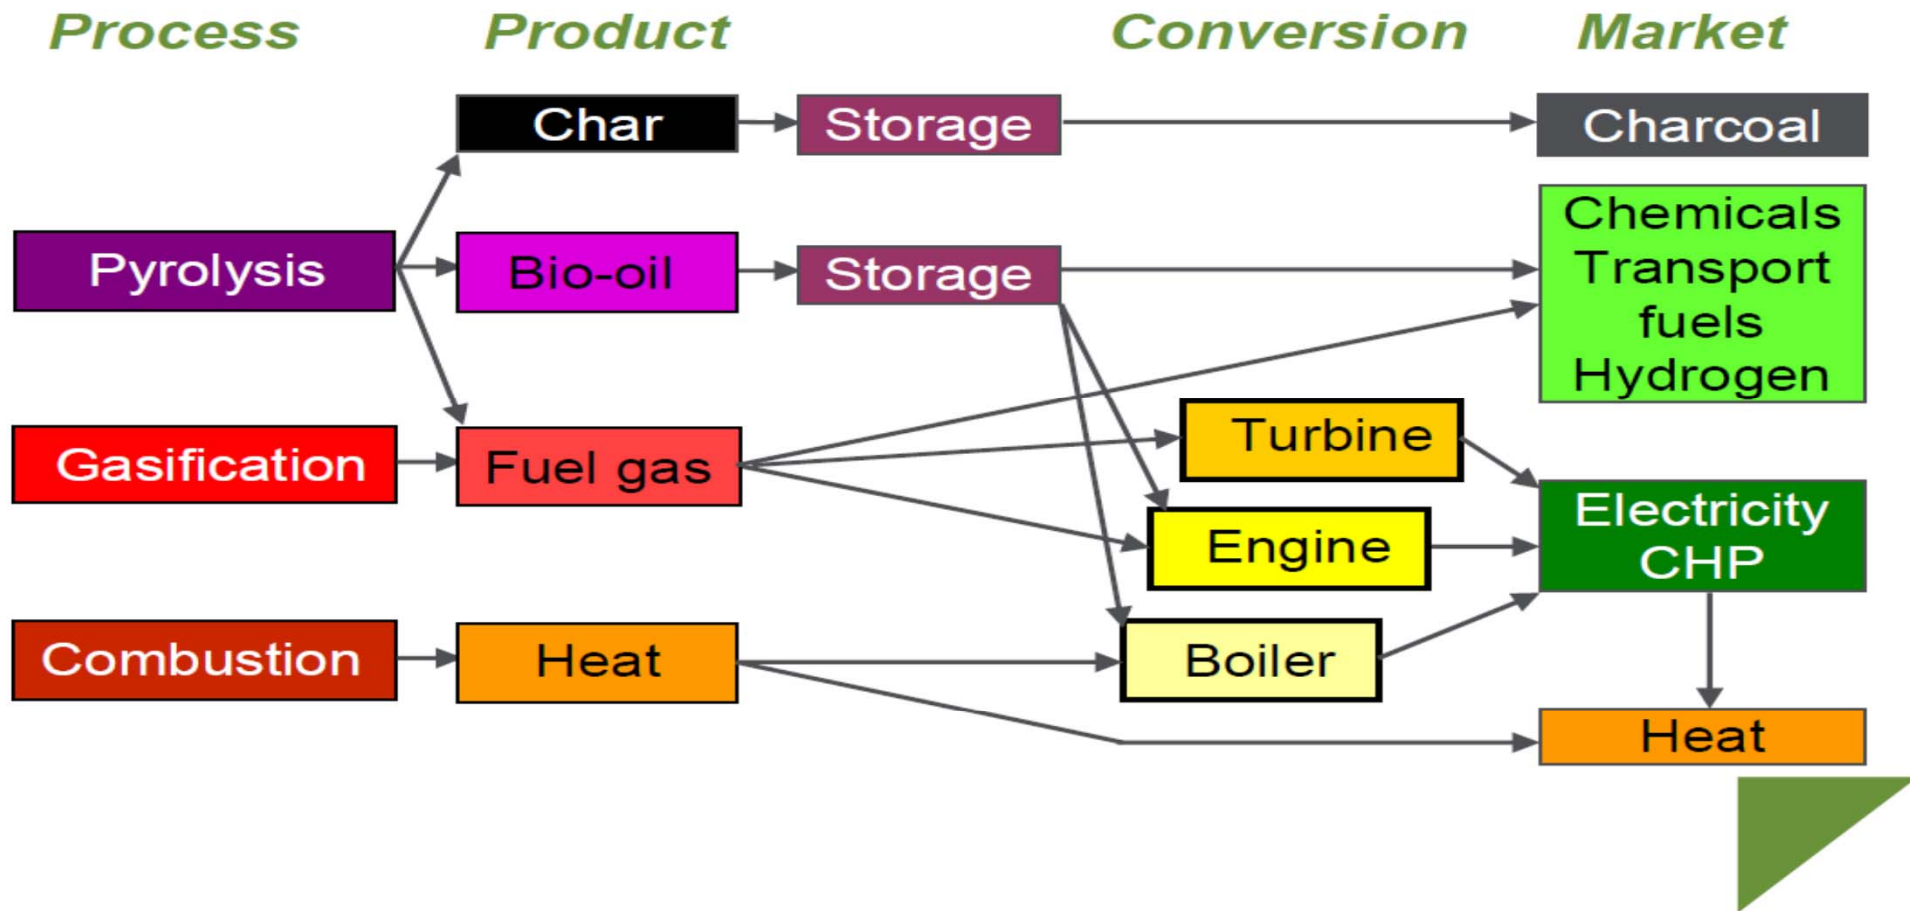 Process Product Conversion Market
Char Storage Charcoal
Pyrolysis Bio-oil Storage Chemicals
Transport
fuels
Hydrogen
Gasification Fuel gas Turbine
Engine Electricity
CHP
Combustion Heat Boiler
Heat